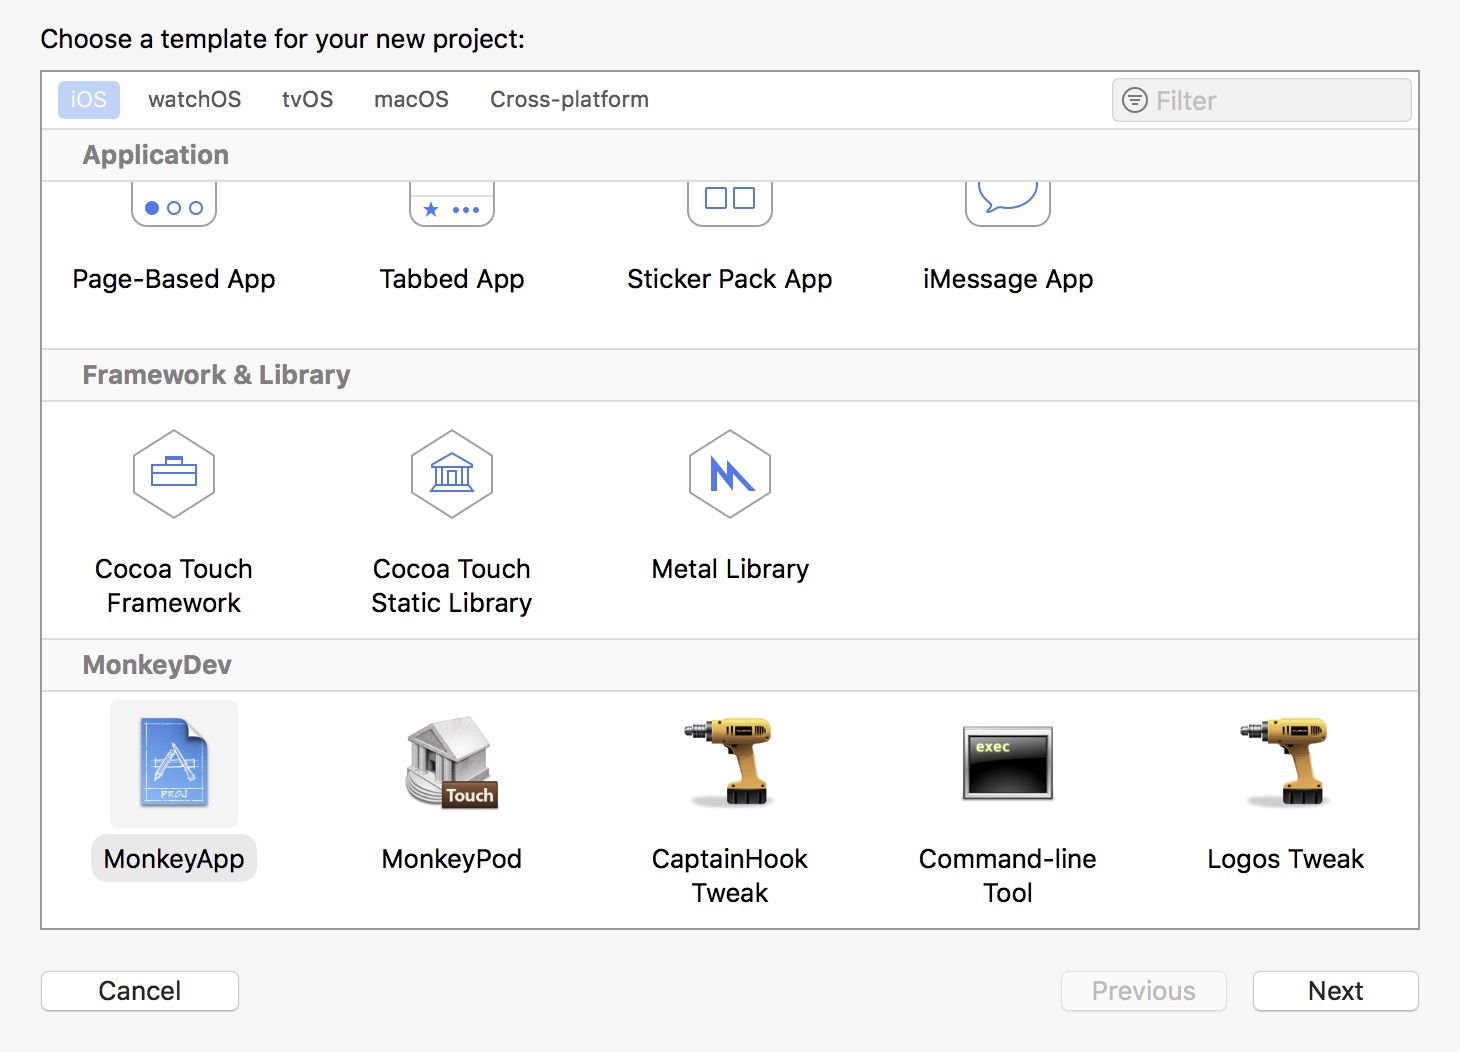 Choose a template for your new project:
iOS watchOS tvOS macOS Cross-platform Filter
Application
Page-Based App Tabbed App Sticker Pack App iMessage App
Framework & Library
Cocoa Touch Cocoa Touch Metal Library
Framework Static Library
MonkeyDev
PROJ Touch exec
MonkeyApp MonkeyPod CaptainHook Command-line Logos Tweak
Tweak Tool
Cancel Previous Next